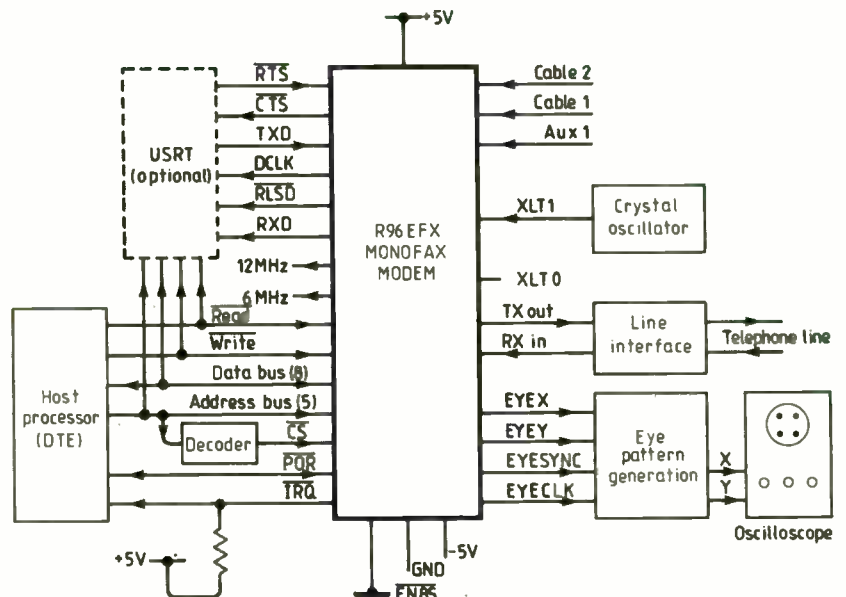 +5V
RTS
CTS
TXD
DCLK
RLSD
RXD
12MHz
6MHz
USRT
(optional)
Cable 2
Cable 1
Aux 1
R96EFX
MONOFAX
MODEM
XLT1
Crystal
oscillator
XLT0
TX out
RX in
Line
interface
Telephone line
Host
processor
(DTE)
Read
Write
Data bus (8)
Address bus (5)
Decoder
CS
POR
IRQ
EYEX
EYEY
EYESYNC
EYECLK
Eye
pattern
generation
X
Y
Oscilloscope
+5V
-5V
GND
EN85